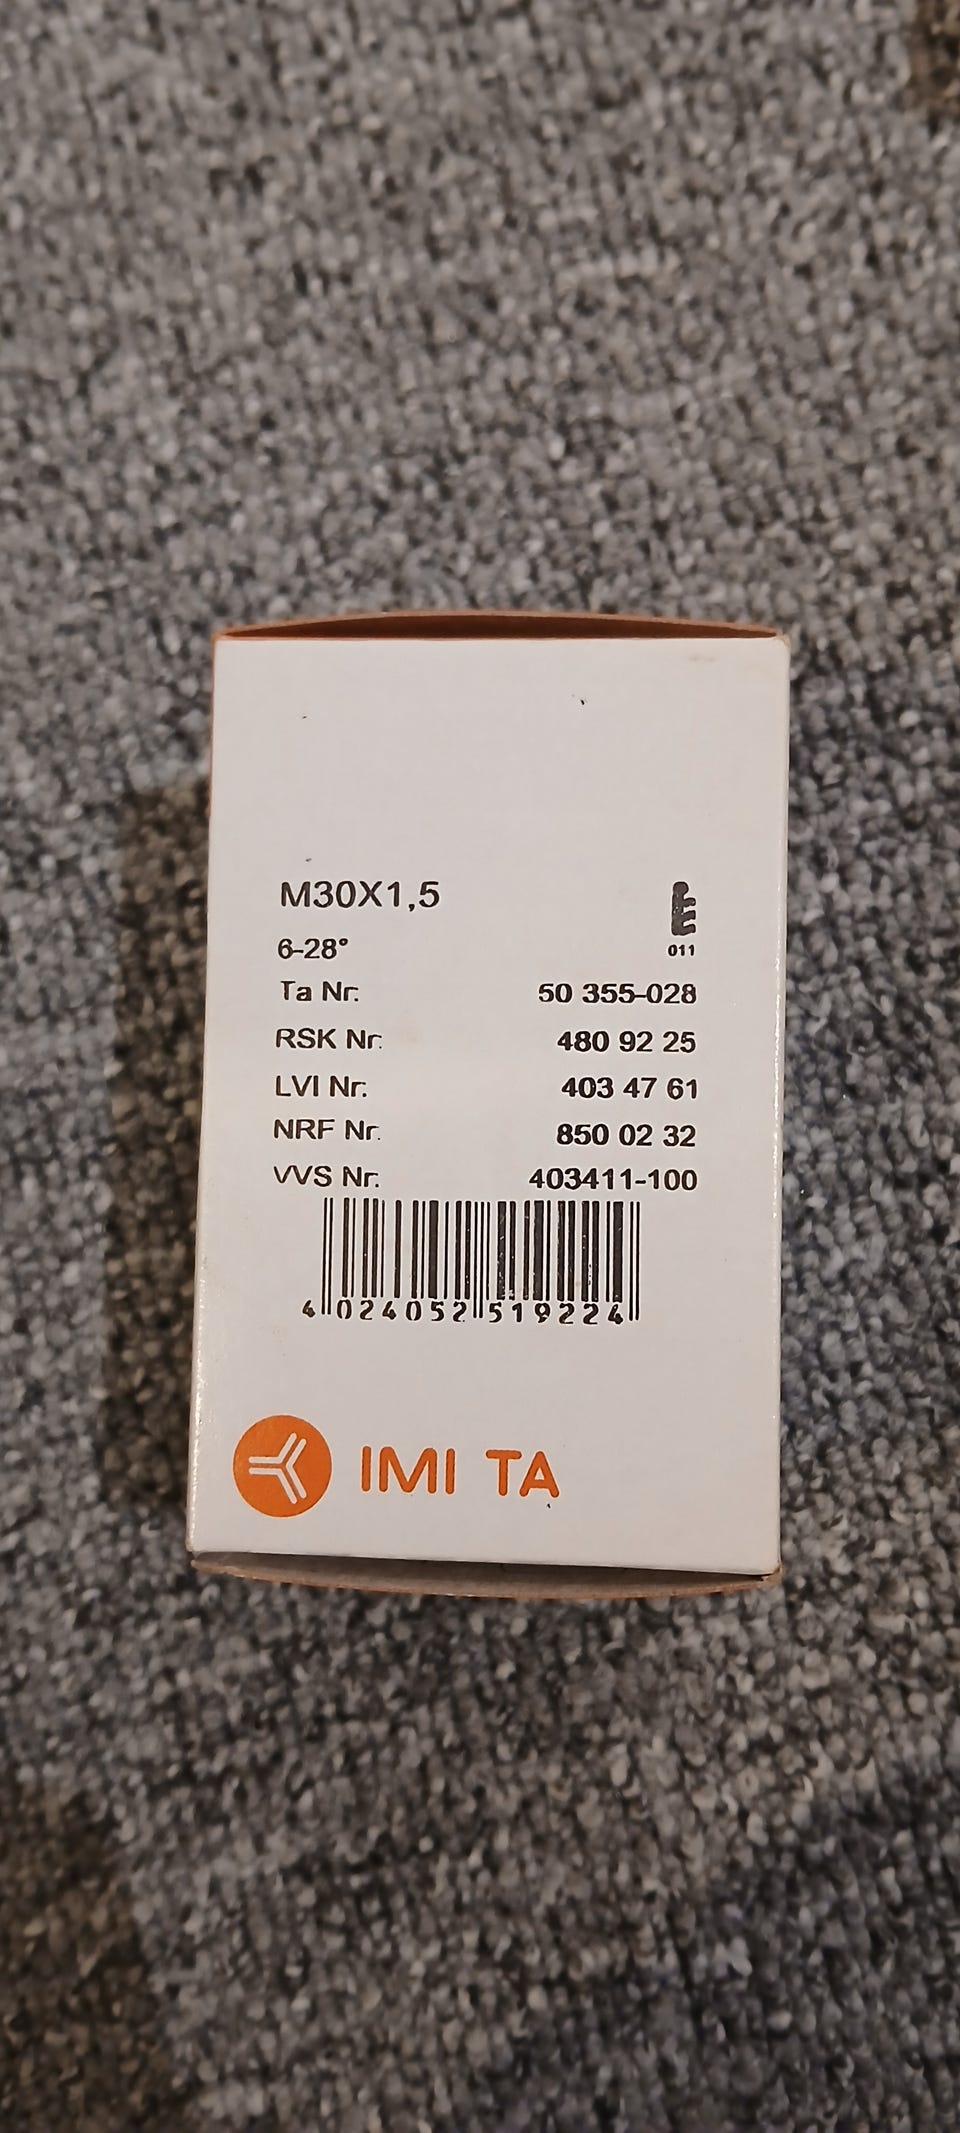 M30X1,5
6-28°
011
Ta Nr. 50 355-028
RSK Nr. 480 92 25
LVI Nr. 403 47 61
NRF Nr. 850 02 32
VVS Nr. 403411-100
4 024052 519224
IMI TA